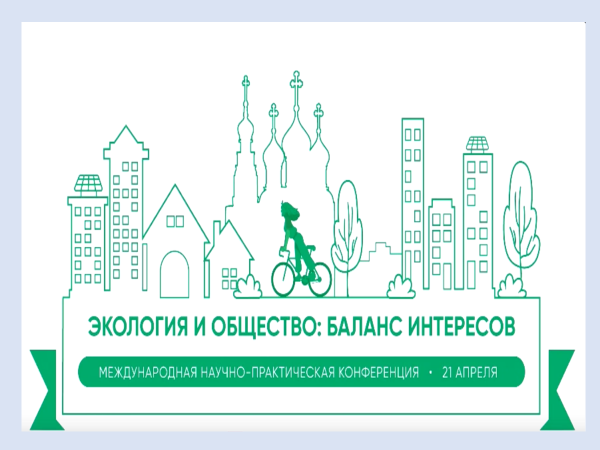 ЭКОЛОГИЯ И ОБЩЕСТВО: БАЛАНС ИНТЕРЕСОВ
МЕЖДУНАРОДНАЯ НАУЧНО-ПРАКТИЧЕСКАЯ КОНФЕРЕНЦИЯ • 21 АПРЕЛЯ